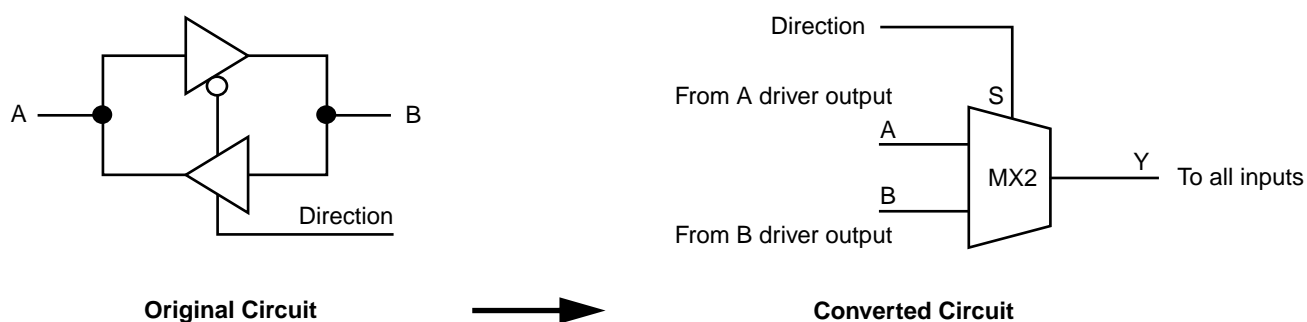 A
B
Direction
Original Circuit
Direction
From A driver output
S
A
MX2
Y
To all inputs
B
From B driver output
Converted Circuit